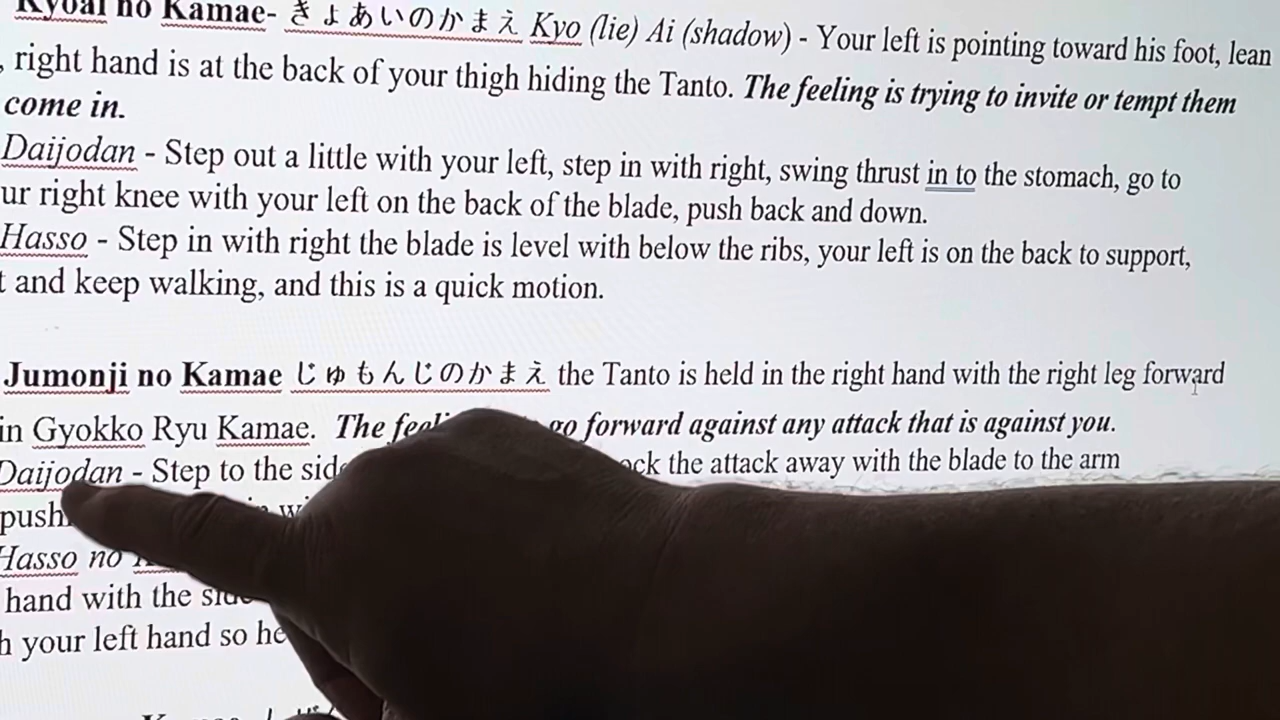 Kyoai no Kamae- きょあいのかまえ Kyo (lie) Ai (shadow) - Your left is pointing toward his foot, lean
, right hand is at the back of your thigh hiding the Tanto. The feeling is trying to invite or tempt them
come in.
Daijodan - Step out a little with your left, step in with right, swing thrust in to the stomach, go to
ur right knee with your left on the back of the blade, push back and down.
Hasso - Step in with right the blade is level with below the ribs, your left is on the back to support,
t and keep walking, and this is a quick motion.
Jumonji no Kamae じゅもんじのかまえ the Tanto is held in the right hand with the right leg forward
in Gyokko Ryu Kamae. The go forward against any attack that is against you.
Daijodan - Step to the the attack away with the blade to the arm
push
Hasso no
hand with the
your left hand so he